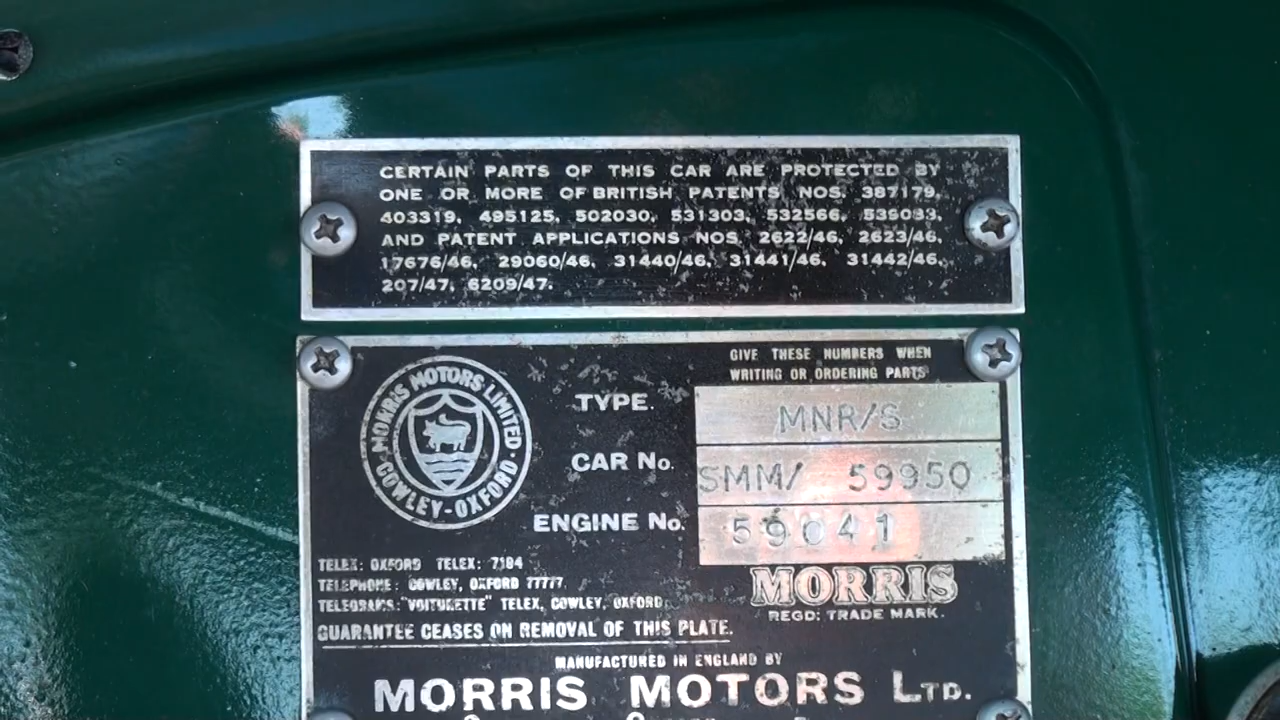 CERTAIN PARTS OF THIS CAR ARE PROTECTED BY
ONE OR MORE OF BRITISH PATENTS NOS. 387179,
403319, 495125, 502030, 531303, 532566, 539083,
AND PATENT APPLICATIONS NOS. 2622/46, 2623/46,
17676/46, 29060/46, 31440/46, 31441/46, 31442/46,
207/47, 6209/47.
MORRIS MOTORS LIMITED
· COWLEY-OXFORD ·
GIVE THESE NUMBERS WHEN
WRITING OR ORDERING PARTS
TYPE. MNR/S
CAR No. SMM/ 59950
ENGINE No. 59041
TELEX: OXFORD TELEX: 7184
TELEPHONE: COWLEY, OXFORD 77777
TELEGRAMS: "VOITURETTE" TELEX, COWLEY, OXFORD
GUARANTEE CEASES ON REMOVAL OF THIS PLATE.
MORRIS
REGD: TRADE MARK.
MANUFACTURED IN ENGLAND BY
MORRIS MOTORS LTD.